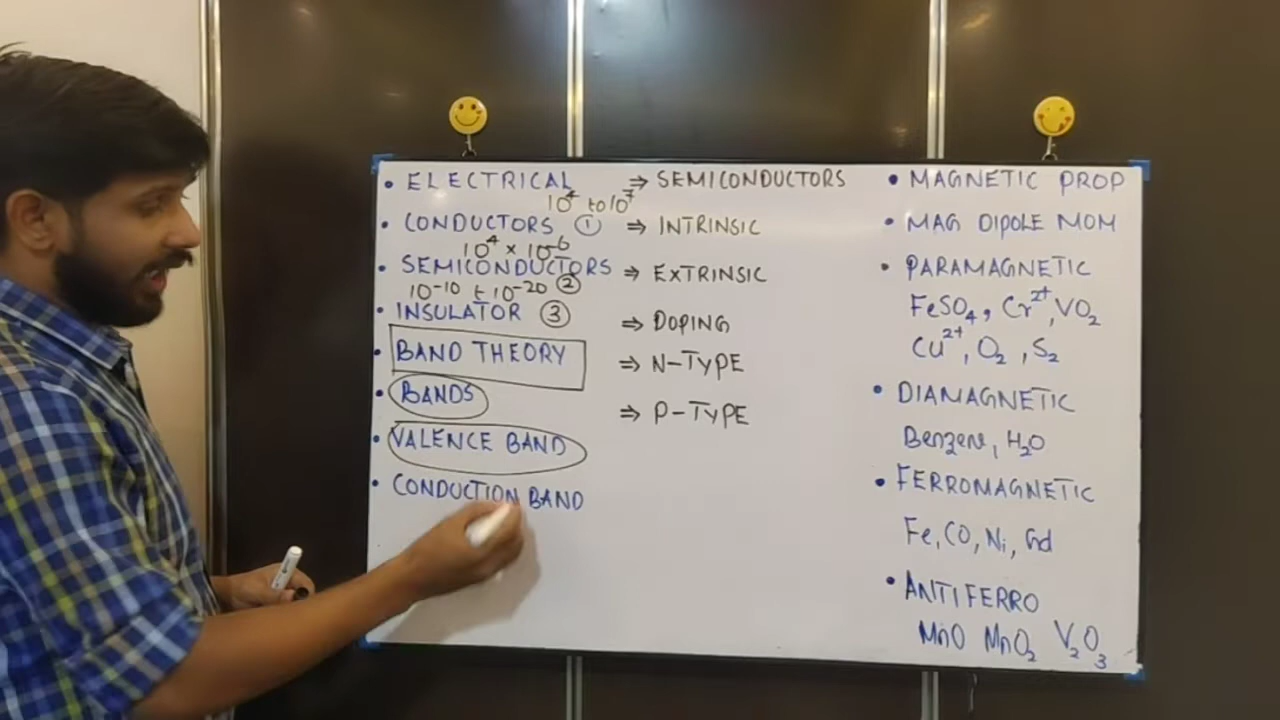 • ELECTRICAL
10⁴ to 10⁷
• CONDUCTORS ①
10⁴ × 10⁻⁶
• SEMICONDUCTORS ②
10⁻¹⁰ t 10⁻²⁰
• INSULATOR ③
• BAND THEORY
• BANDS
• VALENCE BAND
• CONDUCTION BAND
⇒ SEMICONDUCTORS
⇒ INTRINSIC
⇒ EXTRINSIC
⇒ DOPING
⇒ N-TYPE
⇒ P-TYPE
• MAGNETIC PROP
• MAG DIPOLE MOM
• PARAMAGNETIC
FeSO₄, Cr²⁺, VO₂
Cu²⁺, O₂, S₂
• DIAMAGNETIC
Benzene, H₂O
• FERROMAGNETIC
Fe, CO, Ni, Gd
• ANTIFERRO
MnO MnO₂ V₂O₃